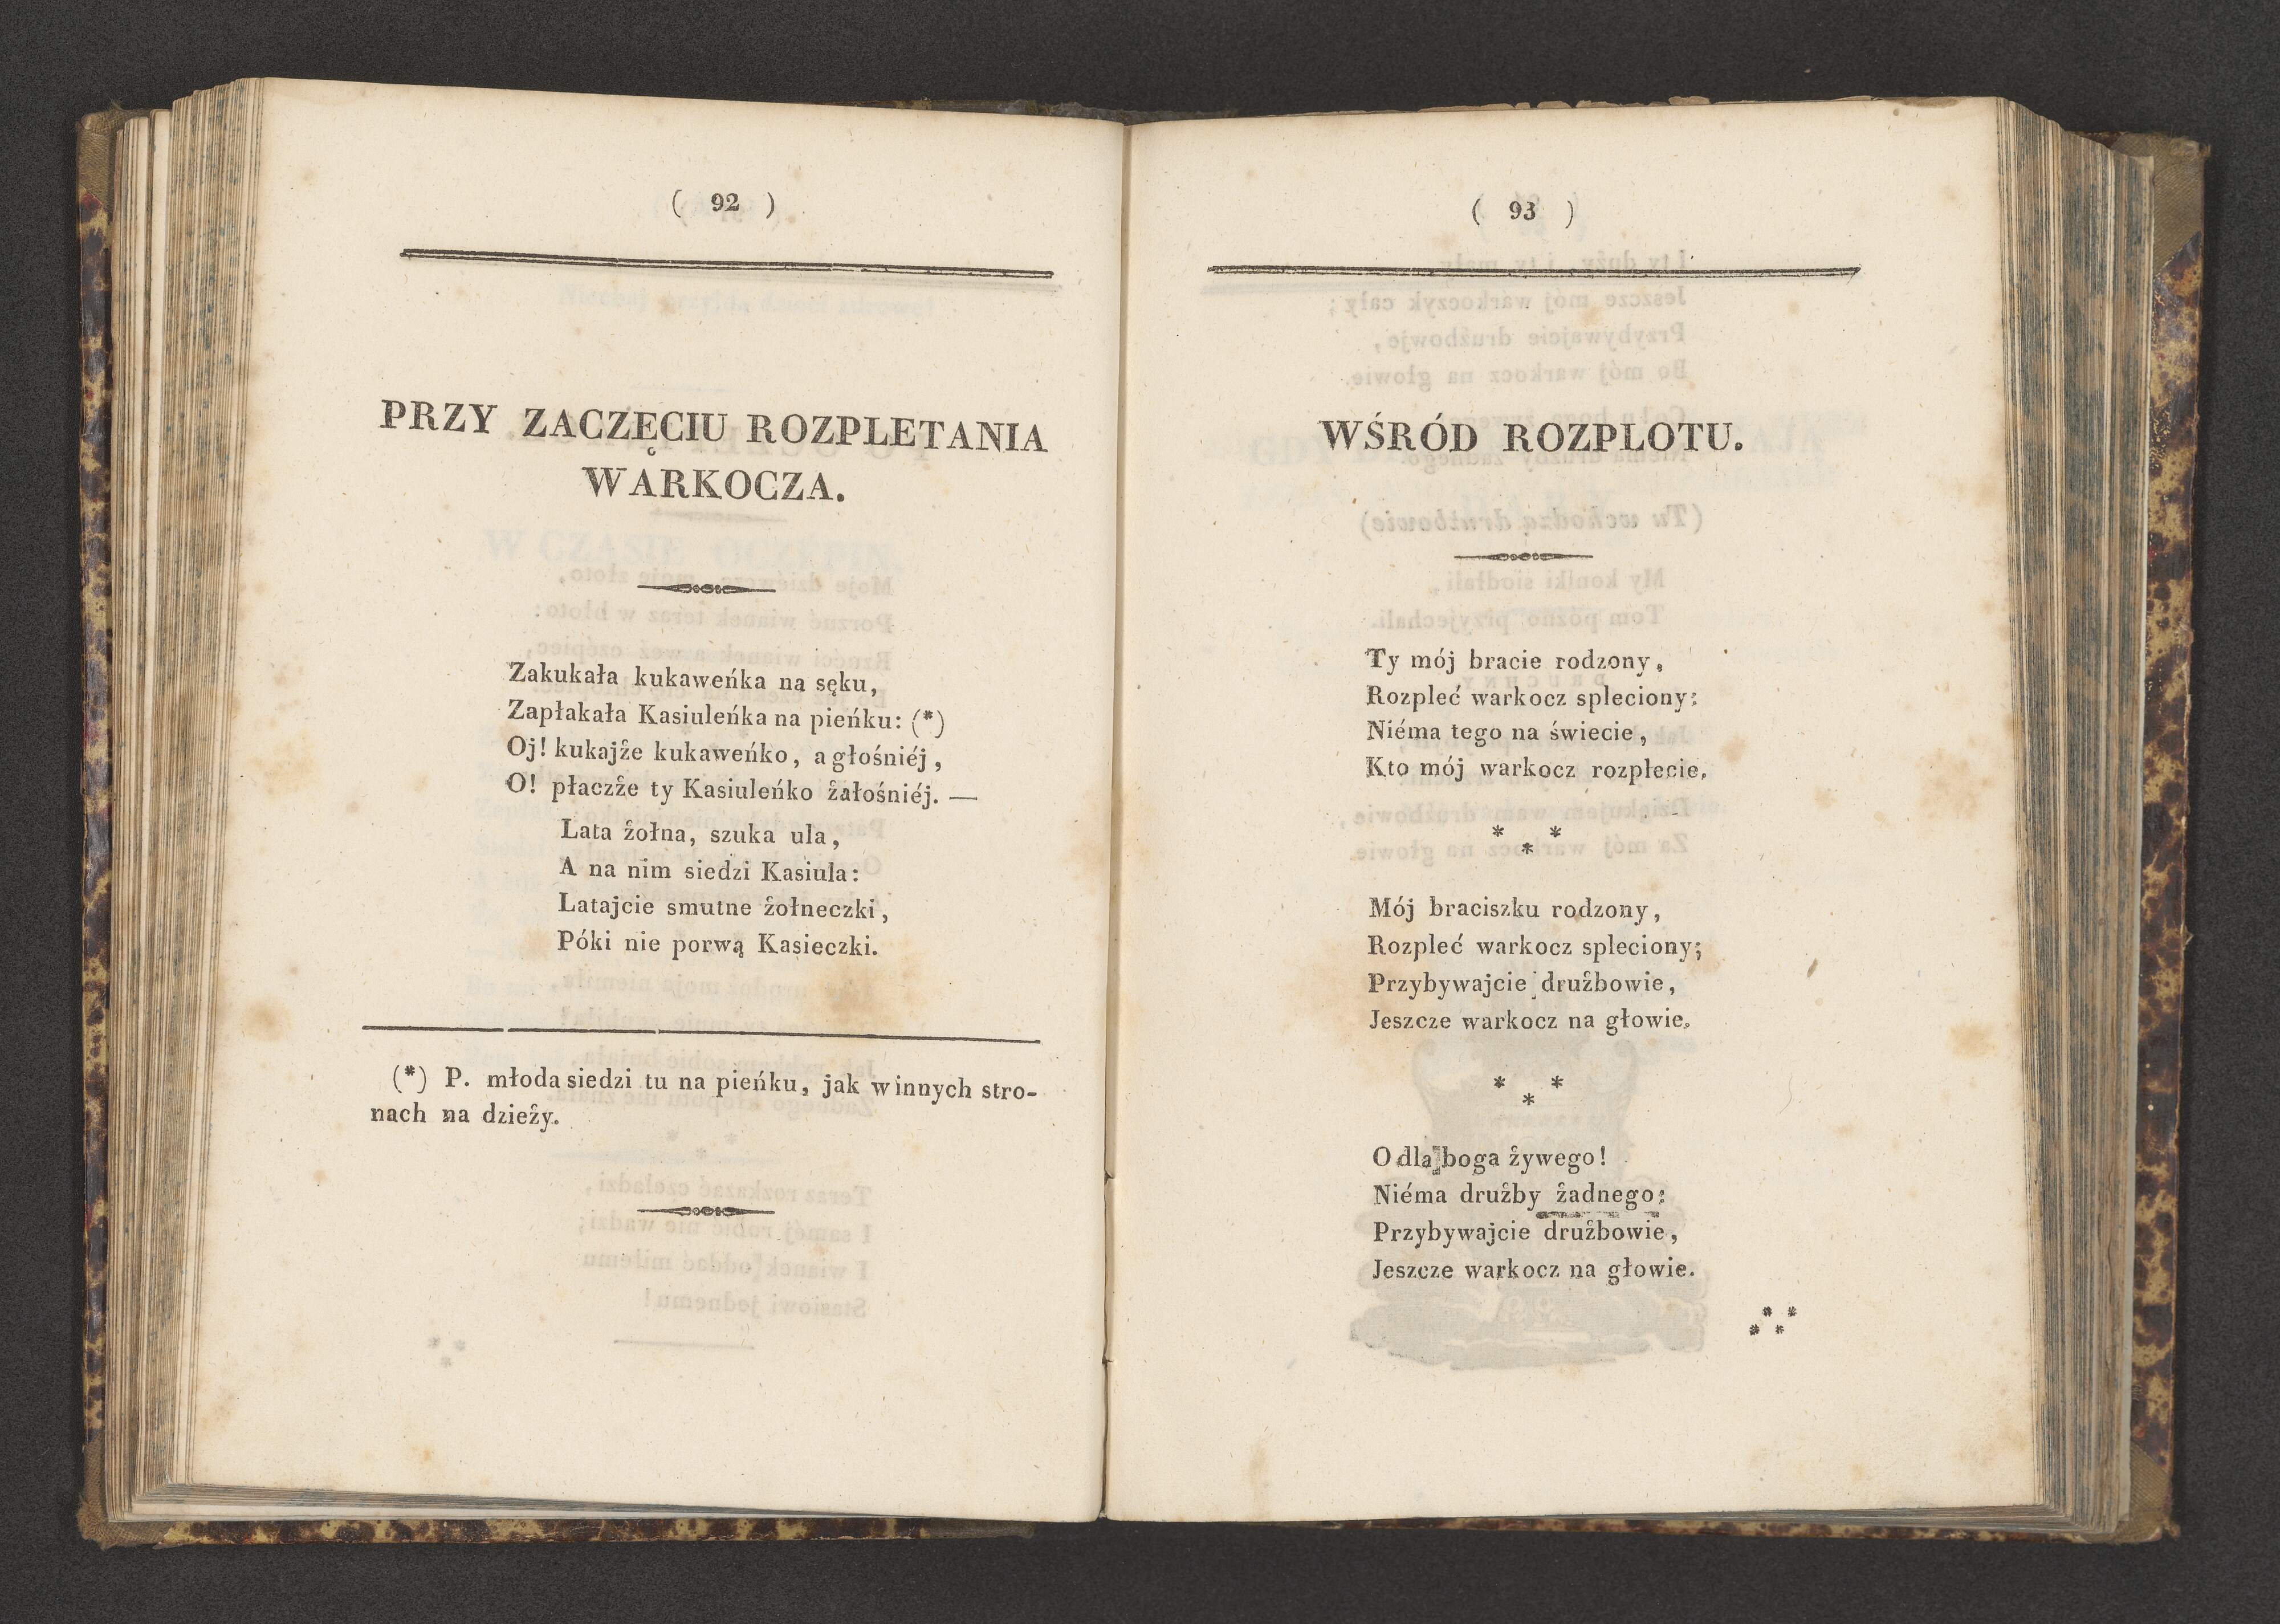 ( 92 )
PRZY ZACZĘCIU ROZPLETANIA
WARKOCZA.
Zakukała kukaweńka na sęku,
Zapłakała Kasiuleńka na pieńku: (*)
Oj! kukajże kukaweńko, a głośniéj,
O! płaczże ty Kasiuleńko żałośniéj. —
Lata żołna, szuka ula,
A na nim siedzi Kasiula:
Latajcie smutne żołneczki,
Póki nie porwą Kasieczki.
(*) P. młoda siedzi tu na pieńku, jak w innych stro-
nach na dzieży.
( 93 )
WŚRÓD ROZPLOTU.
Ty mój bracie rodzony,
Rozpleć warkocz spleciony;
Niéma tego na świecie,
Kto mój warkocz rozplecie.
* *
*
Mój braciszku rodzony,
Rozpleć warkocz spleciony;
Przybywajcie drużbowie,
Jeszcze warkocz na głowie.
* *
*
O dla boga żywego!
Niéma drużby żadnego:
Przybywajcie drużbowie,
Jeszcze warkocz na głowie.
* *
* *